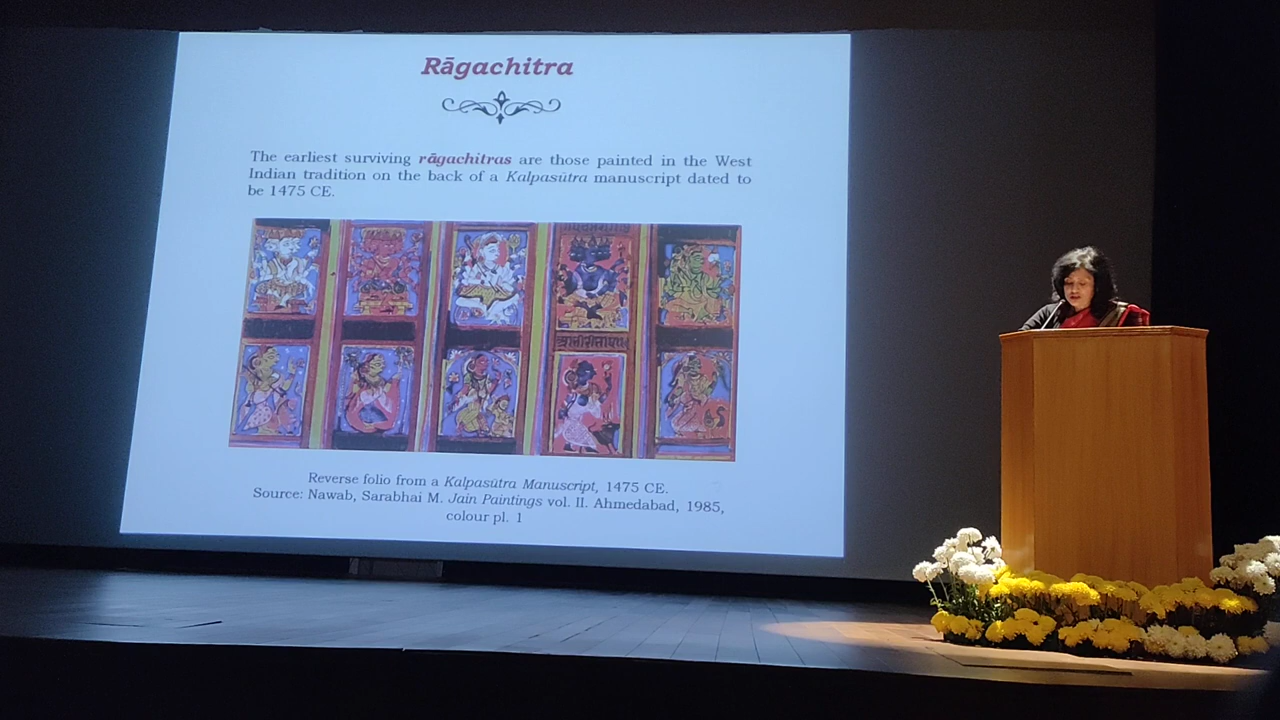 Rāgachitra
The earliest surviving rāgachitras are those painted in the West
Indian tradition on the back of a Kalpasūtra manuscript dated to
be 1475 CE.
Reverse folio from a Kalpasūtra Manuscript, 1475 CE.
Source: Nawab, Sarabhai M. Jain Paintings vol. II. Ahmedabad, 1985,
colour pl. 1